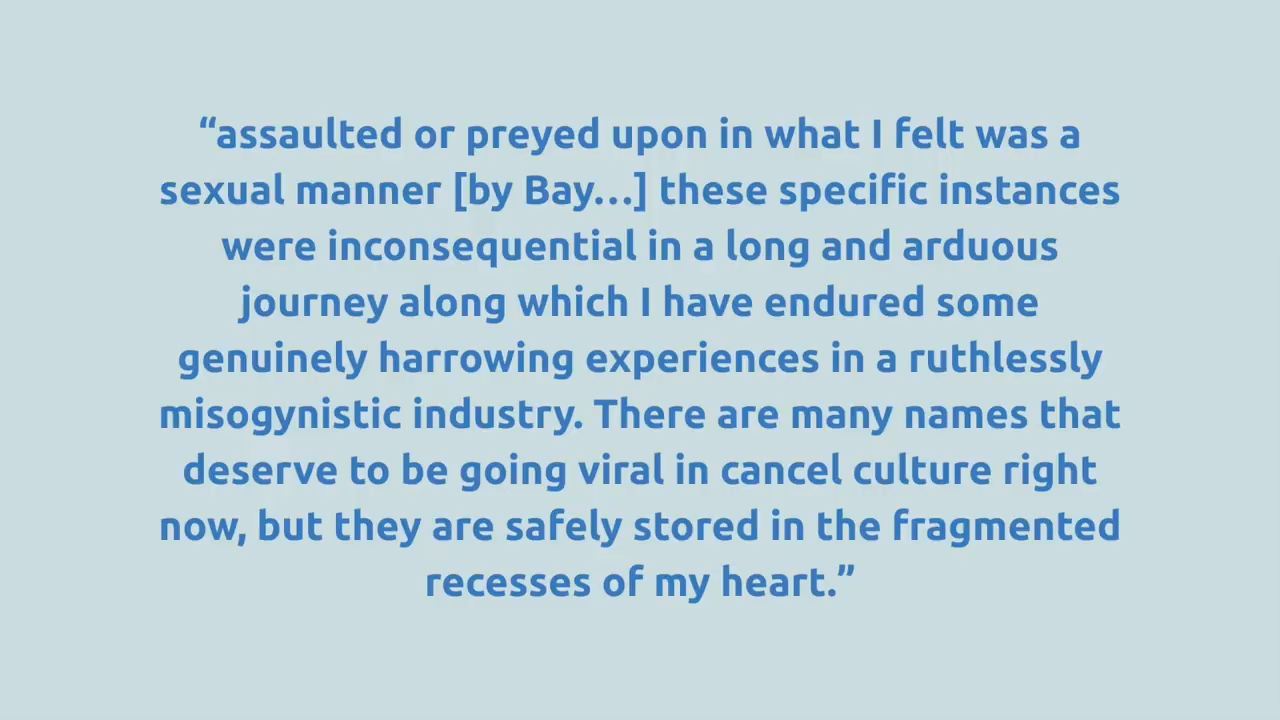 “assaulted or preyed upon in what I felt was a
sexual manner [by Bay…] these specific instances
were inconsequential in a long and arduous
journey along which I have endured some
genuinely harrowing experiences in a ruthlessly
misogynistic industry. There are many names that
deserve to be going viral in cancel culture right
now, but they are safely stored in the fragmented
recesses of my heart.”